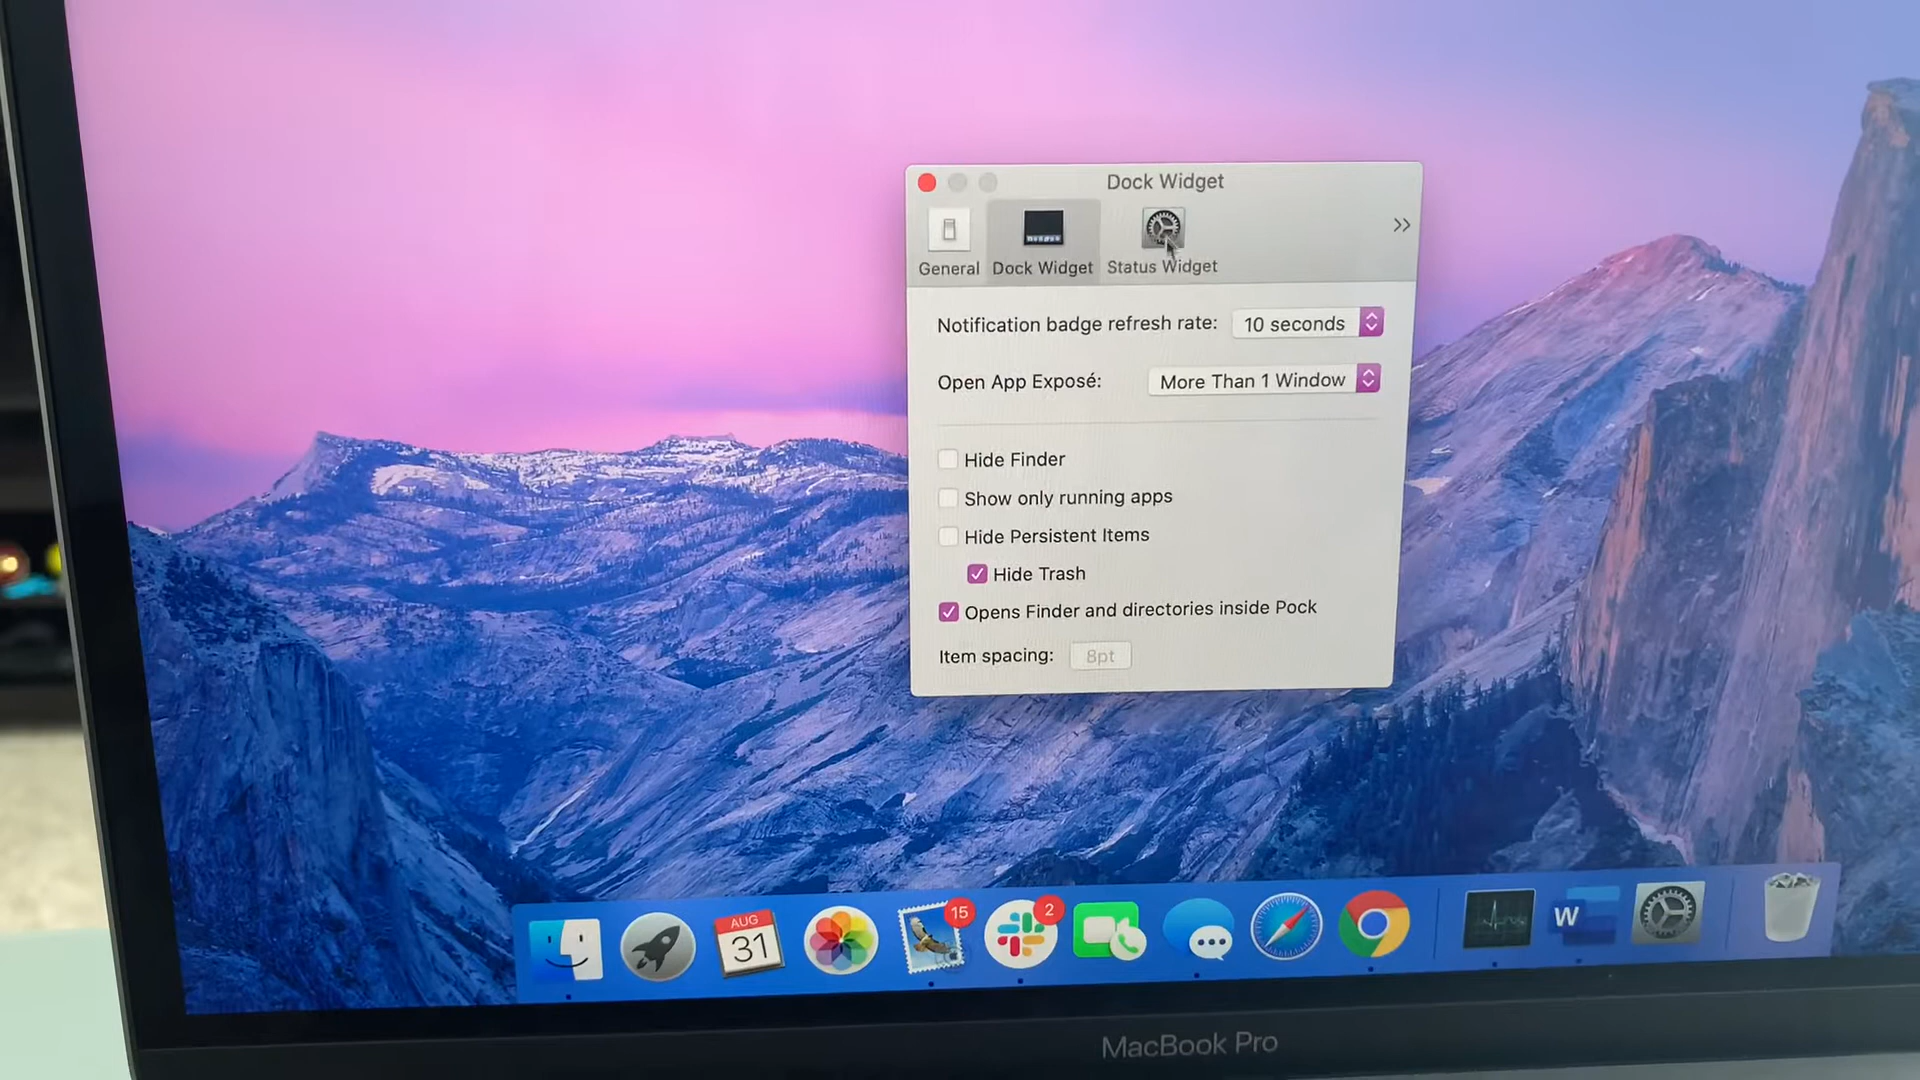 Dock Widget
General Dock Widget Status Widget
Notification badge refresh rate: 10 seconds
Open App Exposé: More Than 1 Window
Hide Finder
Show only running apps
Hide Persistent Items
Hide Trash
Opens Finder and directories inside Pock
Item spacing: 8pt
AUG
31
15
2
W
MacBook Pro